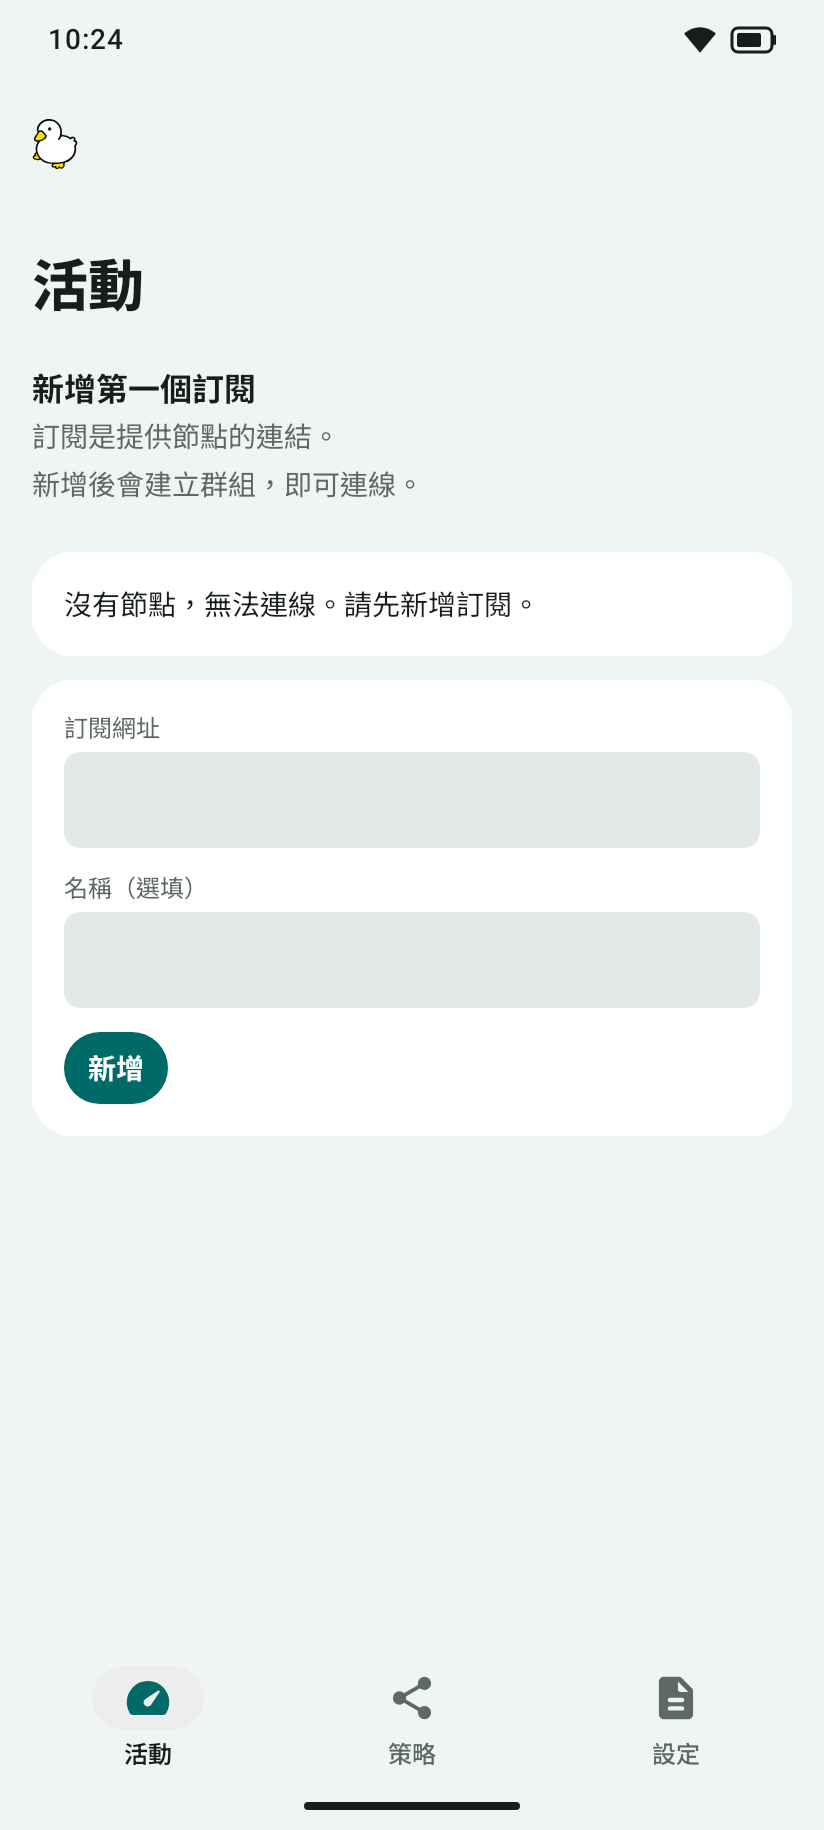 10:24
活動
新增第一個訂閱
訂閱是提供節點的連結。
新增後會建立群組，即可連線。
沒有節點，無法連線。請先新增訂閱。
訂閱網址
名稱（選填）
新增
活動
策略
設定